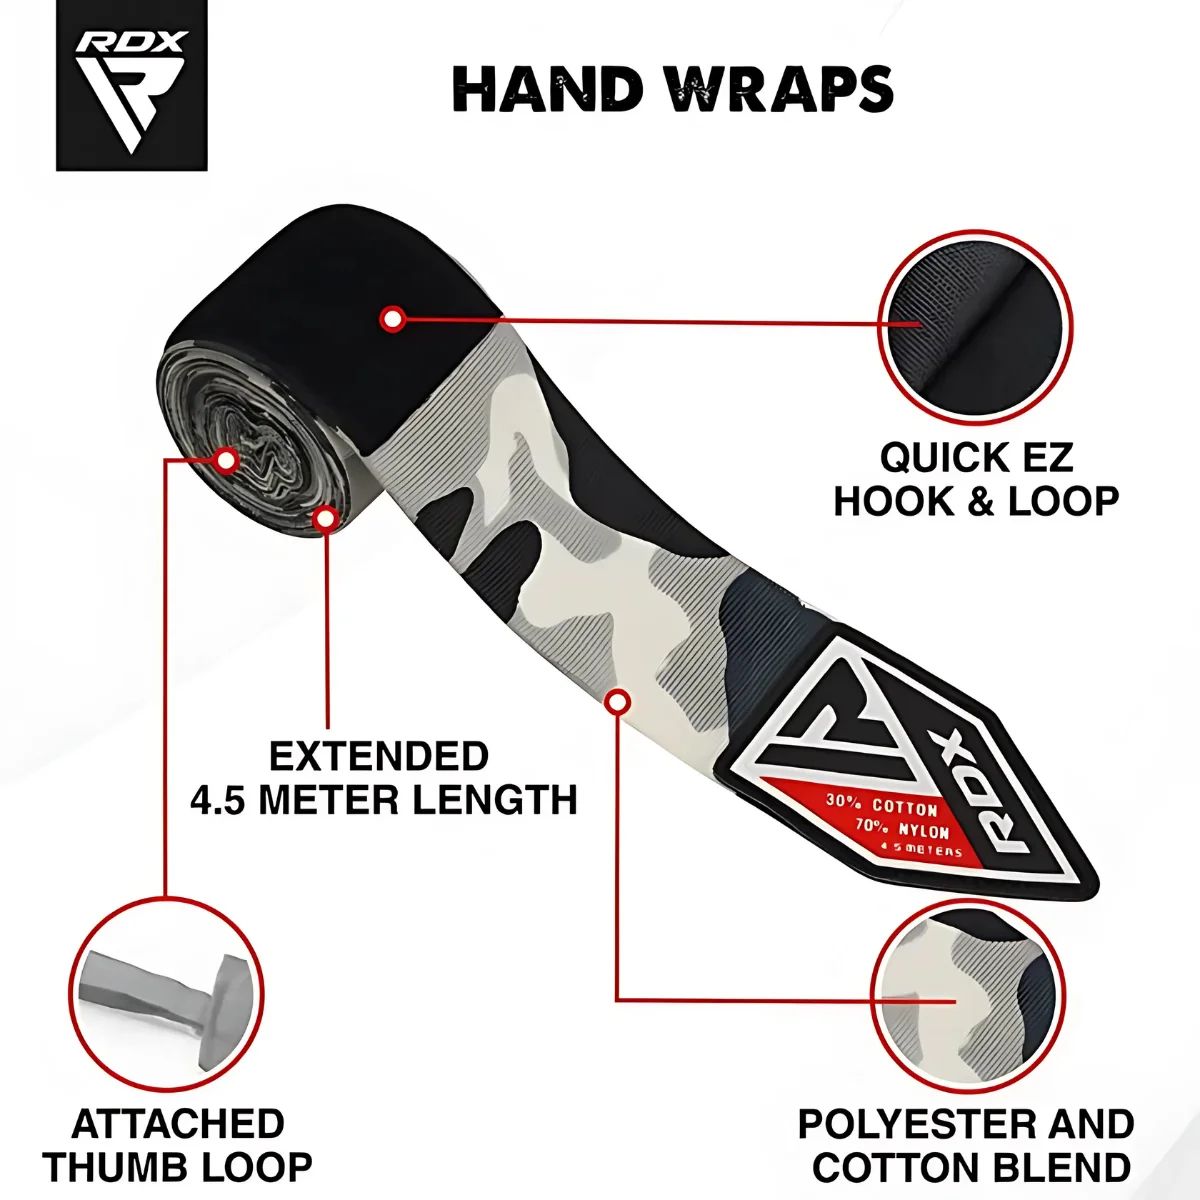 RDX
HAND WRAPS
QUICK EZ
HOOK & LOOP
EXTENDED
4.5 METER LENGTH
RDX
30% COTTON
70% NYLON
4.5 METERS
ATTACHED
THUMB LOOP
POLYESTER AND
COTTON BLEND